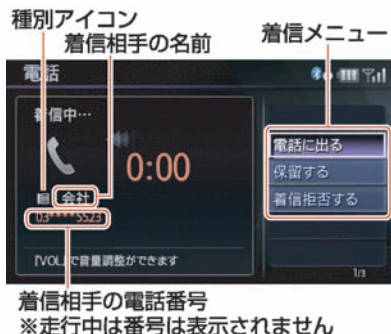 種別アイコン
着信相手の名前
着信メニュー
電話
着信中…
0:00
電話に出る
保留する
着信拒否する
会社
03****5523
『VOL』で音量調整ができます
1/3
着信相手の電話番号
※走行中は番号は表示されません